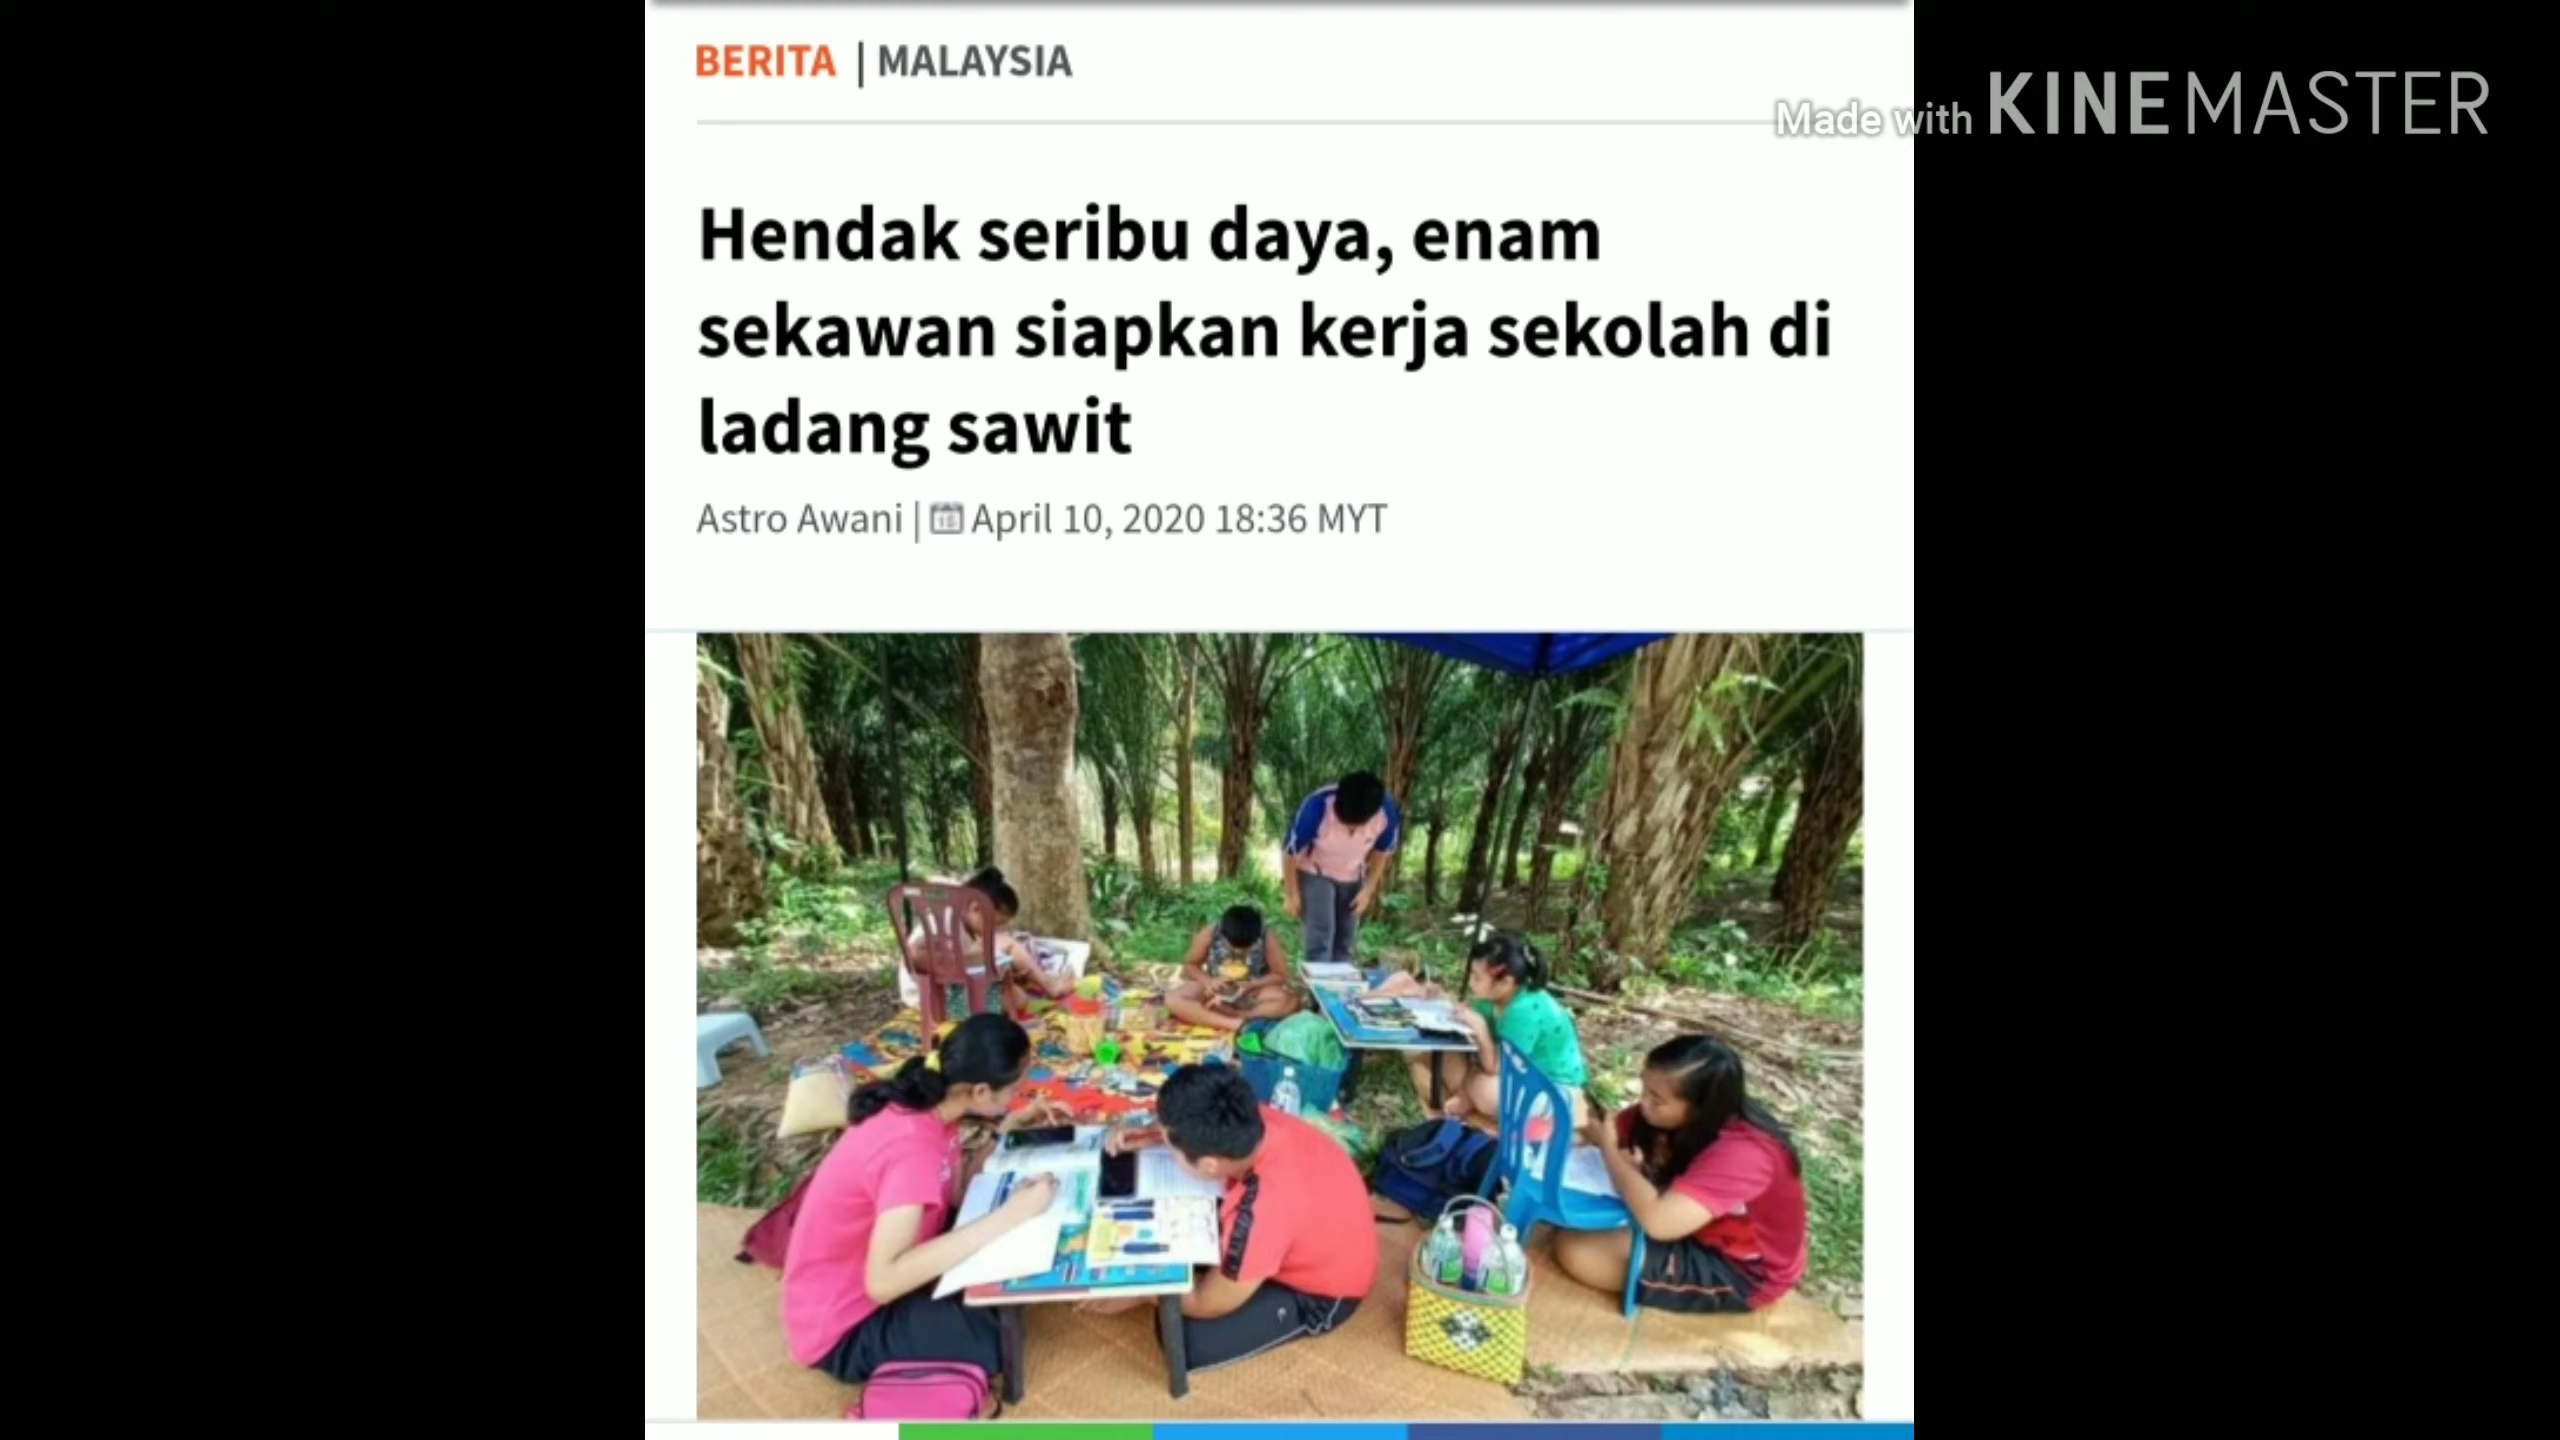 BERITA | MALAYSIA
Made with KINEMASTER
Hendak seribu daya, enam
sekawan siapkan kerja sekolah di
ladang sawit
Astro Awani | April 10, 2020 18:36 MYT